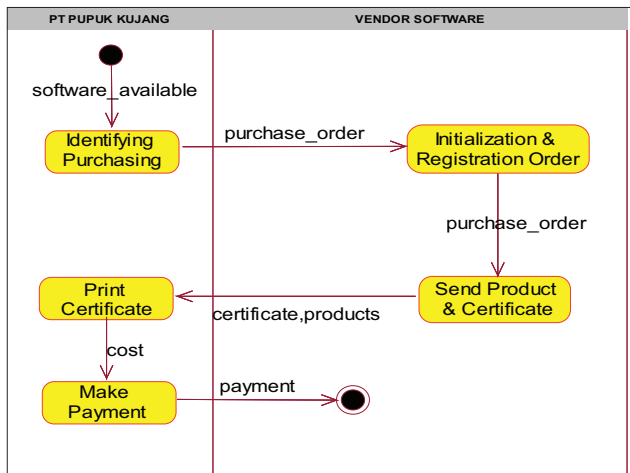 PT PUPUK KUJANG
VENDOR SOFTWARE
software_available
Identifying
Purchasing
purchase_order
Initialization &
Registration Order
purchase_order
Send Product
& Certificate
certificate,products
Print
Certificate
cost
Make
Payment
payment